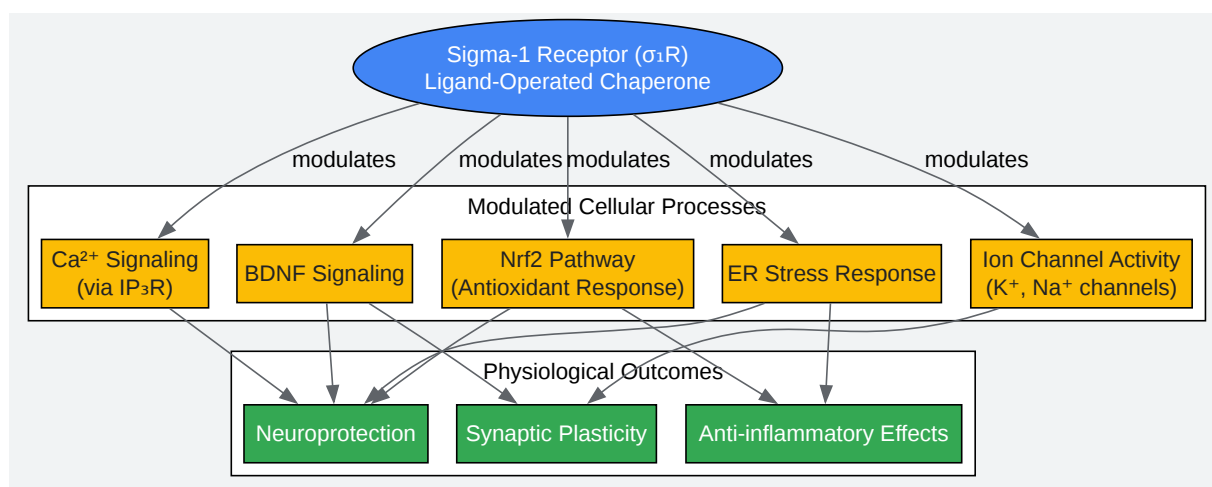 Sigma-1 Receptor (σ₁R)
Ligand-Operated Chaperone
modulates
modulates
modulates
modulates
modulates
Modulated Cellular Processes
Ca²⁺ Signaling
(via IP₃R)
BDNF Signaling
Nrf2 Pathway
(Antioxidant Response)
ER Stress Response
Ion Channel Activity
(K⁺, Na⁺ channels)
Physiological Outcomes
Neuroprotection
Synaptic Plasticity
Anti-inflammatory Effects